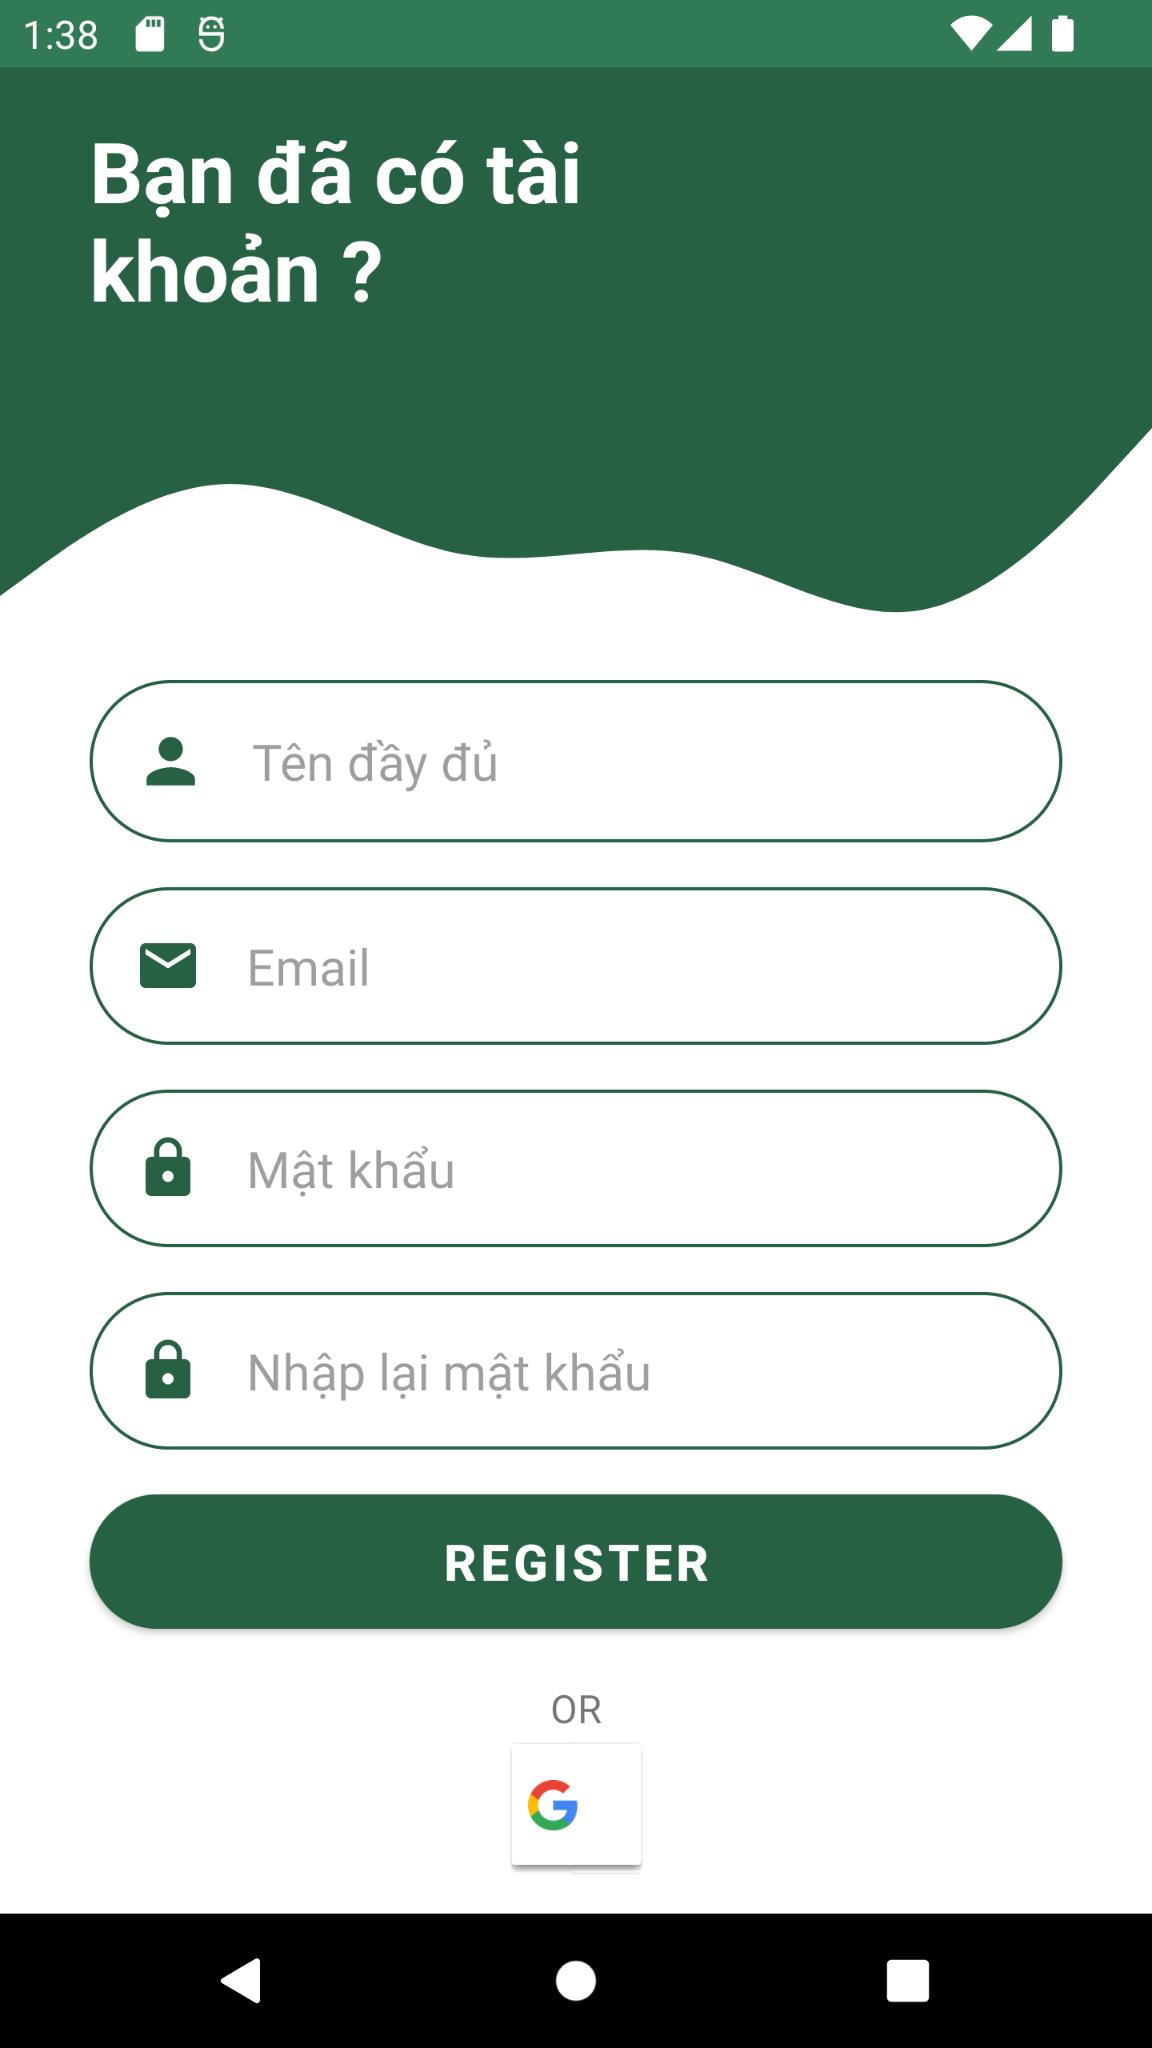 1:38
Bạn đã có tài
khoản ?
Tên đầy đủ
Email
Mật khẩu
Nhập lại mật khẩu
REGISTER
OR